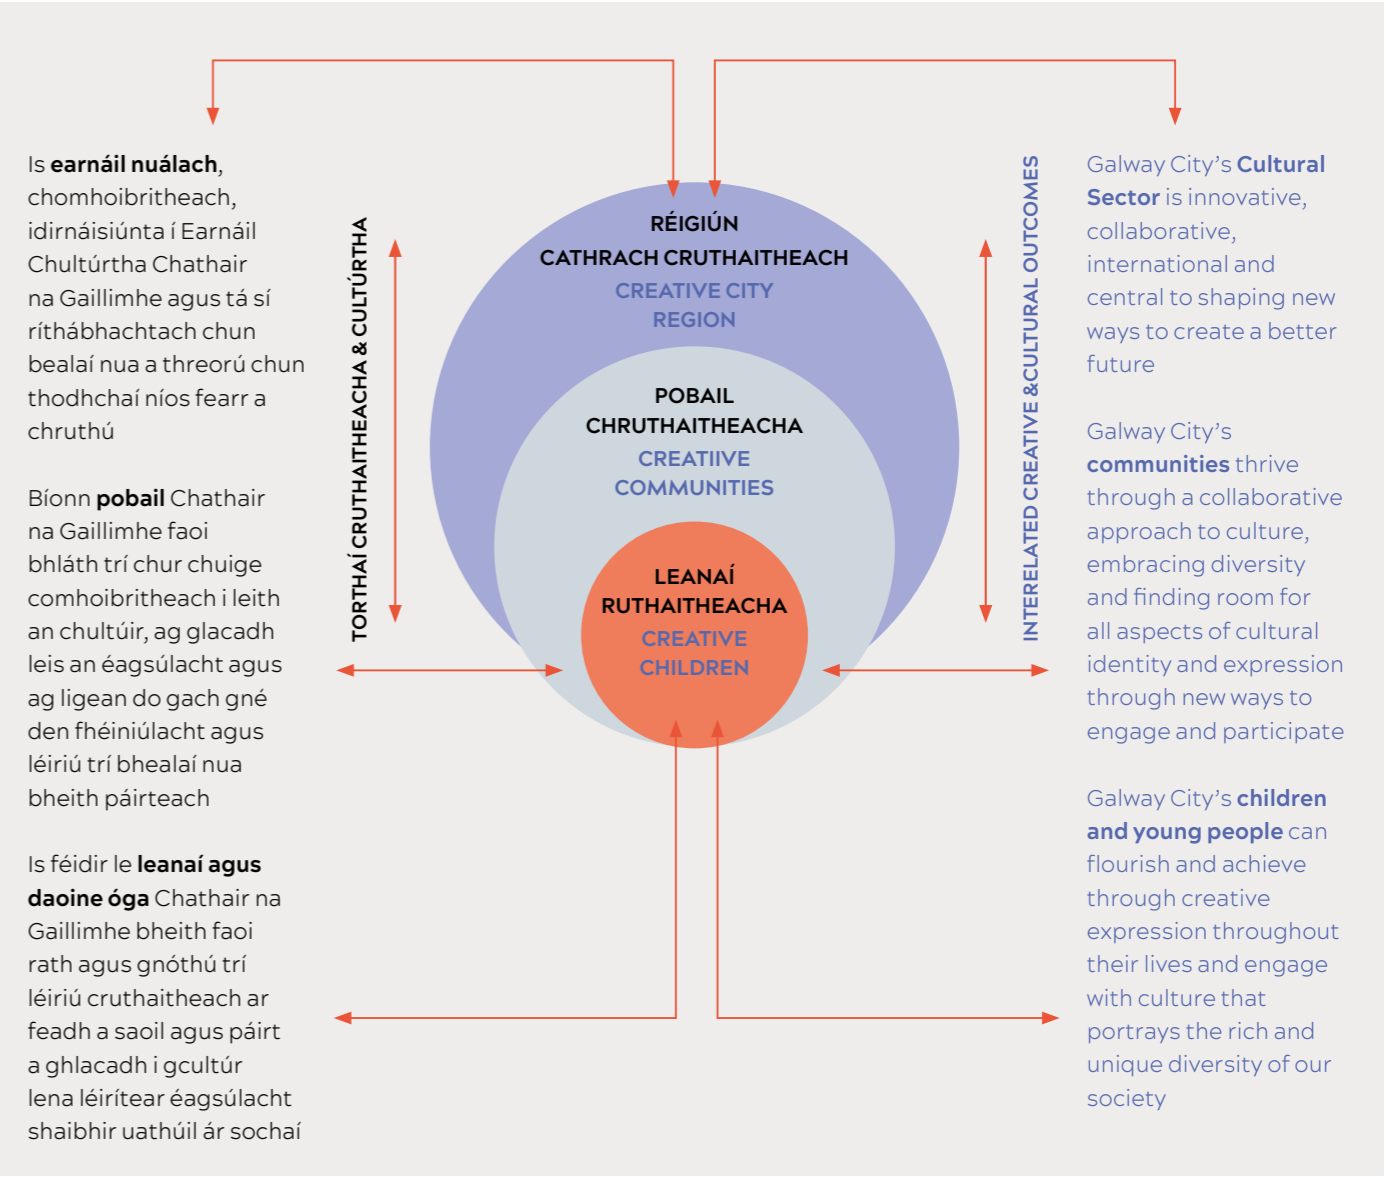 Is earnáil nuálach,
chomhoibritheach,
idirnáisiúnta í Earnáil
Chultúrtha Chathair
na Gaillimhe agus tá sí
ríthábhachtach chun
bealaí nua a threorú chun
thodhchaí níos fearr a
chruthú
Bíonn pobail Chathair
na Gaillimhe faoi
bhláth trí chur chuige
comhoibritheach i leith
an chultúir, ag glacadh
leis an éagsúlacht agus
ag ligean do gach gné
den fhéiniúlacht agus
léiriú trí bhealaí nua
bheith páirteach
Is féidir le leanaí agus
daoine óga Chathair na
Gaillimhe bheith faoi
rath agus gnóthú trí
léiriú cruthaitheach ar
feadh a saoil agus páirt
a ghlacadh i gcultúr
lena léirítear éagsúlacht
shaibhir uathúil ár sochaí
TORTHAÍ CRUTHAITHEACHA & CULTÚRTHA
RÉIGIÚN
CATHRACH CRUTHAITHEACH
CREATIVE CITY
REGION
POBAIL
CHRUTHAITHEACHA
CREATIIVE
COMMUNITIES
LEANAÍ
RUTHAITHEACHA
CREATIVE
CHILDREN
INTERELATED CREATIVE &CULTURAL OUTCOMES
Galway City’s Cultural
Sector is innovative,
collaborative,
international and
central to shaping new
ways to create a better
future
Galway City’s
communities thrive
through a collaborative
approach to culture,
embracing diversity
and finding room for
all aspects of cultural
identity and expression
through new ways to
engage and participate
Galway City’s children
and young people can
flourish and achieve
through creative
expression throughout
their lives and engage
with culture that
portrays the rich and
unique diversity of our
society